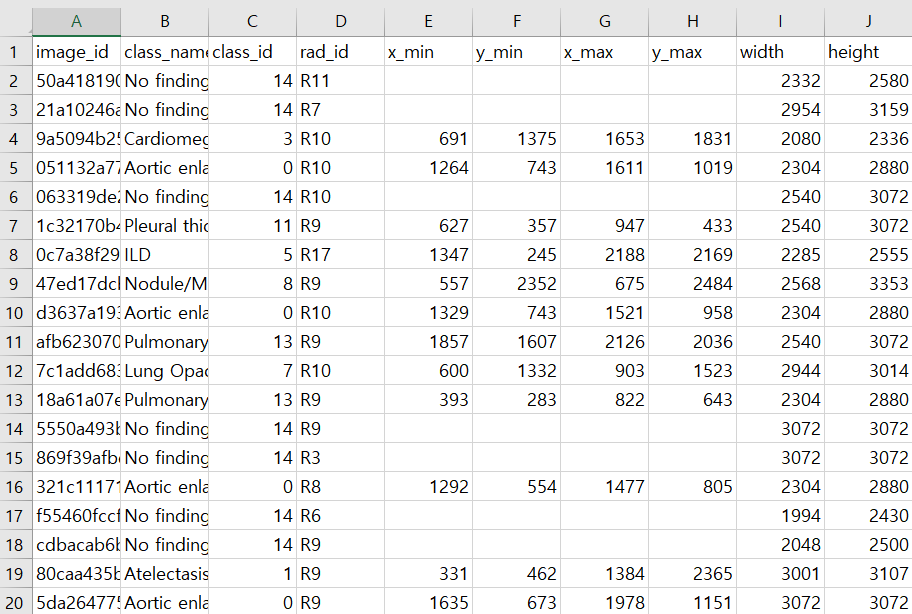 A B C D E F G H I J
1 image_id class_name class_id rad_id x_min y_min x_max y_max width height
2 50a418190 No finding 14 R11 2332 2580
3 21a10246a No finding 14 R7 2954 3159
4 9a5094b25 Cardiomeg 3 R10 691 1375 1653 1831 2080 2336
5 051132a77 Aortic enla 0 R10 1264 743 1611 1019 2304 2880
6 063319de2 No finding 14 R10 2540 3072
7 1c32170b4 Pleural thic 11 R9 627 357 947 433 2540 3072
8 0c7a38f29 ILD 5 R17 1347 245 2188 2169 2285 2555
9 47ed17dcl Nodule/M 8 R9 557 2352 675 2484 2568 3353
10 d3637a193 Aortic enla 0 R10 1329 743 1521 958 2304 2880
11 afb623070 Pulmonary 13 R9 1857 1607 2126 2036 2540 3072
12 7c1add683 Lung Opac 7 R10 600 1332 903 1523 2944 3014
13 18a61a07e Pulmonary 13 R9 393 283 822 643 2304 2880
14 5550a493b No finding 14 R9 3072 3072
15 869f39afbe No finding 14 R3 3072 3072
16 321c11171 Aortic enla 0 R8 1292 554 1477 805 2304 2880
17 f55460fccf No finding 14 R6 1994 2430
18 cdbacab6b No finding 14 R9 2048 2500
19 80caa435b Atelectasis 1 R9 331 462 1384 2365 3001 3107
20 5da264775 Aortic enla 0 R9 1635 673 1978 1151 3072 3072